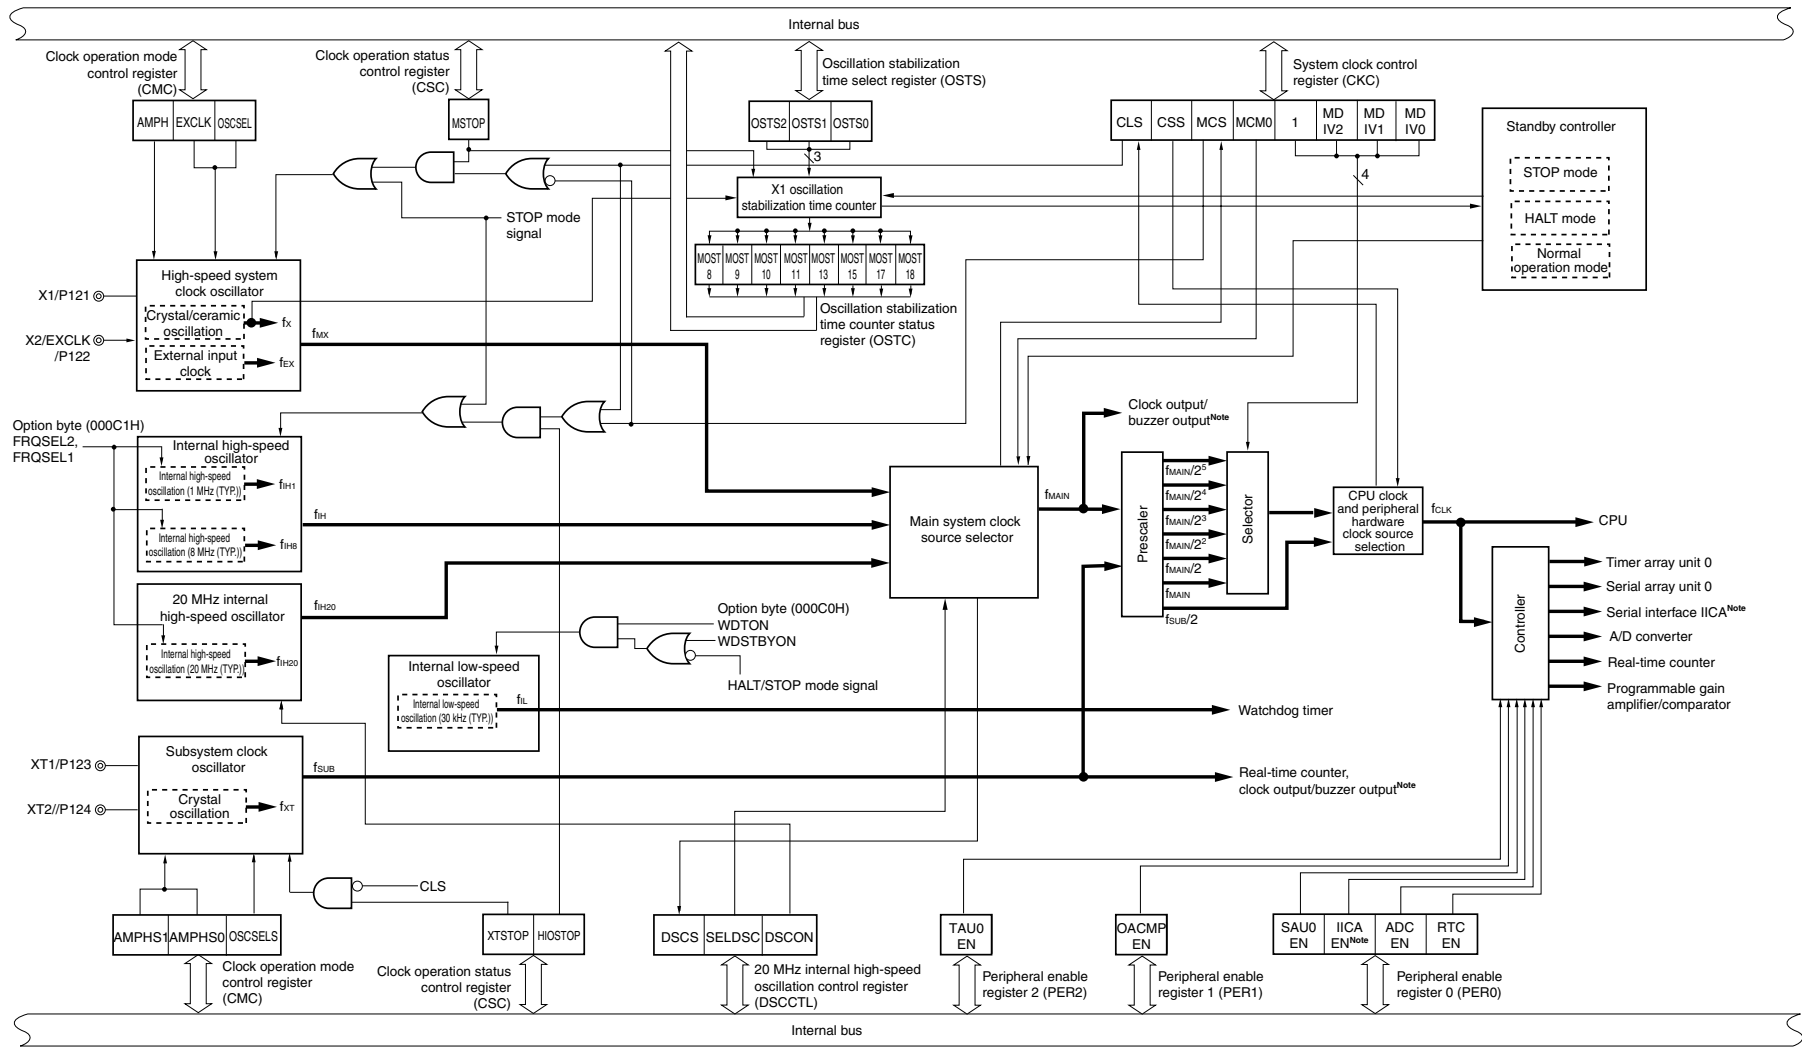 Internal bus
Clock operation mode
control register
(CMC)
Clock operation status
control register
(CSC)
Oscillation stabilization
time select register (OSTS)
System clock control
register (CKC)
AMPH EXCLK OSCSEL
MSTOP
OSTS2 OSTS1 OSTS0
CLS CSS MCS MCM0 1 MD IV2 MD IV1 MD IV0
3
4
Standby controller
STOP mode
HALT mode
Normal
operation mode
X1 oscillation
stabilization time counter
STOP mode
signal
MOST 8 MOST 9 MOST 10 MOST 11 MOST 13 MOST 15 MOST 17 MOST 18
Oscillation stabilization
time counter status
register (OSTC)
High-speed system
clock oscillator
X1/P121
Crystal/ceramic
oscillation
fX
X2/EXCLK
/P122
External input
clock
fEX
fMX
Option byte (000C1H)
FRQSEL2,
FRQSEL1
Internal high-speed
oscillator
Internal high-speed
oscillation (1 MHz (TYP.))
fIH1
Internal high-speed
oscillation (8 MHz (TYP.))
fIH8
fIH
20 MHz internal
high-speed oscillator
Internal high-speed
oscillation (20 MHz (TYP.))
fIH20
fIH20
Main system clock
source selector
fMAIN
Clock output/
buzzer outputNote
Prescaler
fMAIN/2^5
fMAIN/2^4
fMAIN/2^3
fMAIN/2^2
fMAIN/2
fMAIN
fSUB/2
Selector
CPU clock
and peripheral
hardware
clock source
selection
fCLK
CPU
Controller
Timer array unit 0
Serial array unit 0
Serial interface IICANote
A/D converter
Real-time counter
Programmable gain
amplifier/comparator
Option byte (000C0H)
WDTON
WDSTBYON
HALT/STOP mode signal
Internal low-speed
oscillator
Internal low-speed
oscillation (30 kHz (TYP.))
fIL
Watchdog timer
Subsystem clock
oscillator
XT1/P123
XT2//P124
Crystal
oscillation
fXT
fSUB
Real-time counter,
clock output/buzzer outputNote
CLS
AMPHS1 AMPHS0 OSCSELS
XTSTOP HIOSTOP
DSCS SELDSC DSCON
TAU0 EN
OACMP EN
SAU0 EN IICA ENNote ADC EN RTC EN
Clock operation mode
control register
(CMC)
Clock operation status
control register
(CSC)
20 MHz internal high-speed
oscillation control register
(DSCCTL)
Peripheral enable
register 2 (PER2)
Peripheral enable
register 1 (PER1)
Peripheral enable
register 0 (PER0)
Internal bus